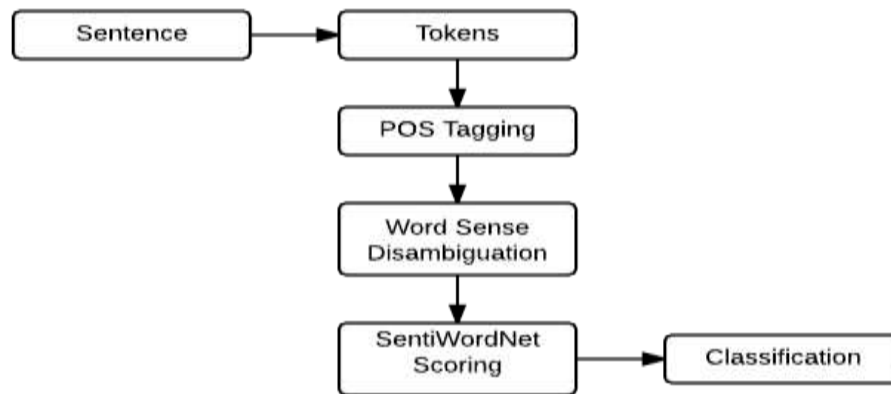 Sentence
Tokens
POS Tagging
Word Sense
Disambiguation
SentiWordNet
Scoring
Classification